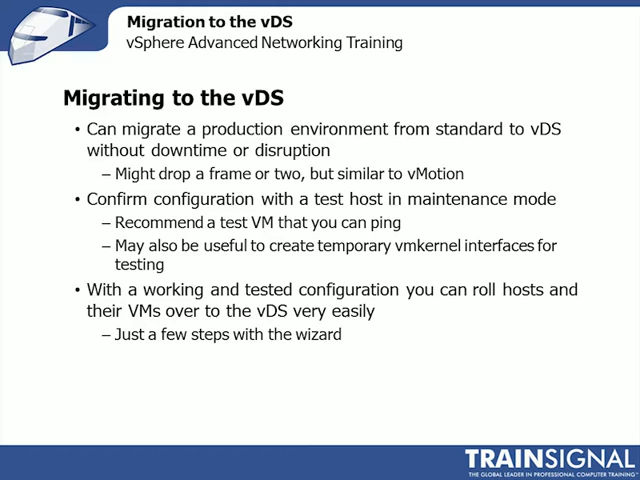 Migration to the vDS
vSphere Advanced Networking Training
Migrating to the vDS
• Can migrate a production environment from standard to vDS
without downtime or disruption
– Might drop a frame or two, but similar to vMotion
• Confirm configuration with a test host in maintenance mode
– Recommend a test VM that you can ping
– May also be useful to create temporary vmkernel interfaces for
testing
• With a working and tested configuration you can roll hosts and
their VMs over to the vDS very easily
– Just a few steps with the wizard
TRAINSIGNAL
THE GLOBAL LEADER IN PROFESSIONAL COMPUTER TRAINING™